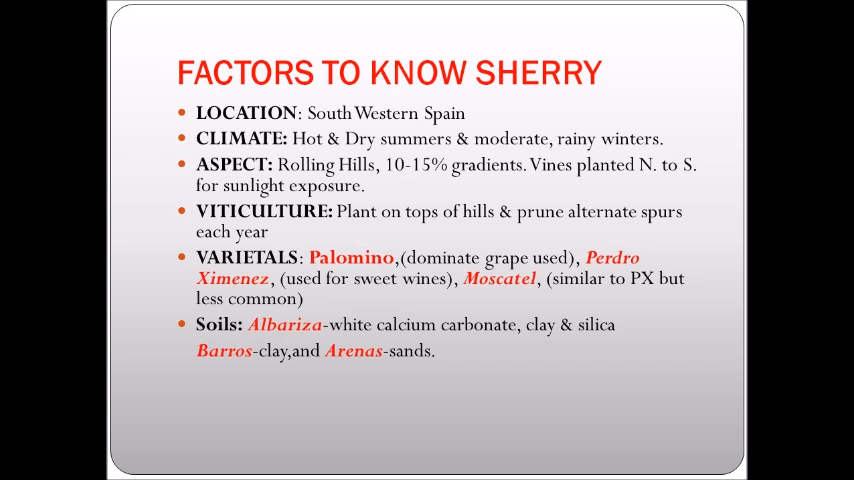 FACTORS TO KNOW SHERRY
• LOCATION: South Western Spain
• CLIMATE: Hot & Dry summers & moderate, rainy winters.
• ASPECT: Rolling Hills, 10-15% gradients. Vines planted N. to S.
for sunlight exposure.
• VITICULTURE: Plant on tops of hills & prune alternate spurs
each year
• VARIETALS: Palomino,(dominate grape used), Perdro
Ximenez, (used for sweet wines), Moscatel, (similar to PX but
less common)
• Soils: Albariza-white calcium carbonate, clay & silica
Barros-clay,and Arenas-sands.